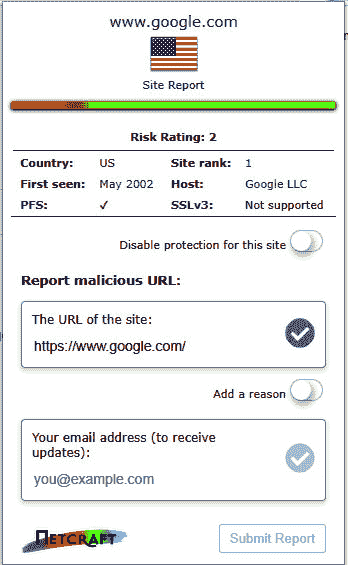 www.google.com
Site Report
Risk Rating: 2
Country: US Site rank: 1
First seen: May 2002 Host: Google LLC
PFS: ✓ SSLv3: Not supported
Disable protection for this site
Report malicious URL:
The URL of the site:
https://www.google.com/
Add a reason
Your email address (to receive
updates):
you@example.com
NETCRAFT
Submit Report